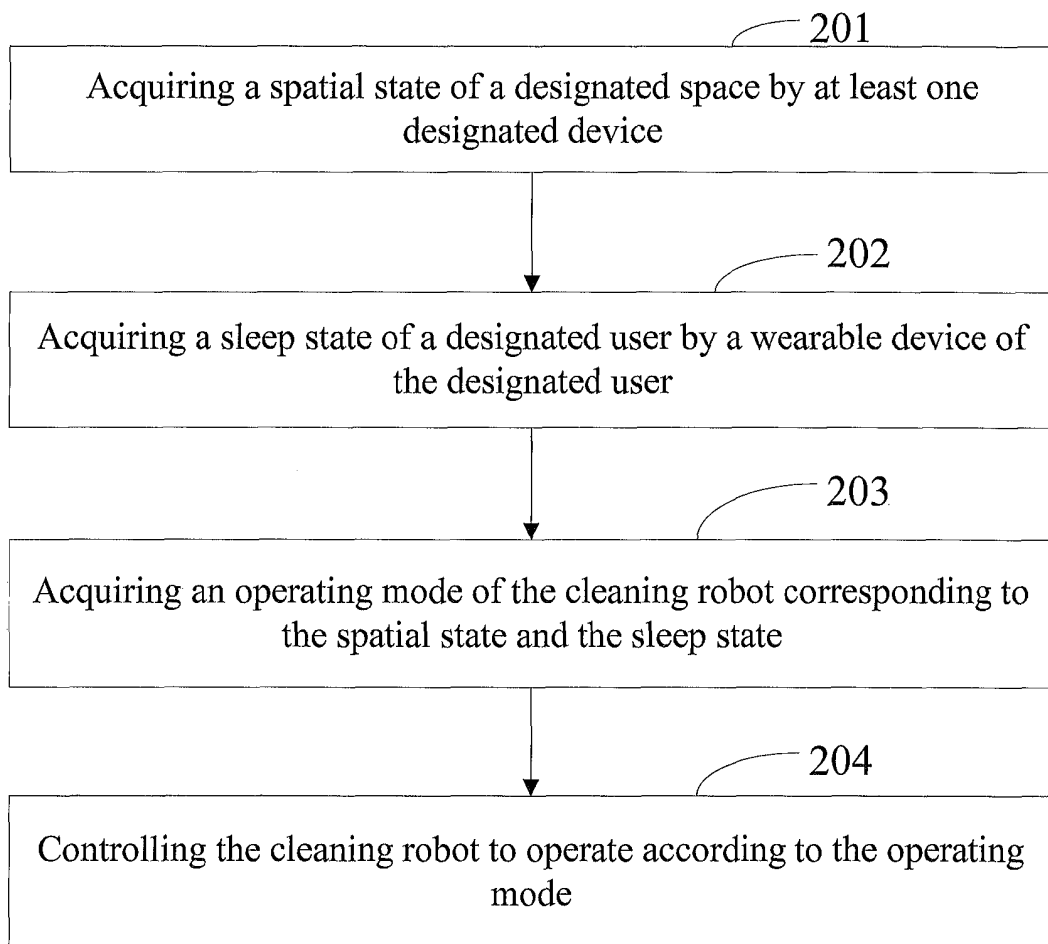 201
Acquiring a spatial state of a designated space by at least one
designated device
202
Acquiring a sleep state of a designated user by a wearable device of
the designated user
203
Acquiring an operating mode of the cleaning robot corresponding to
the spatial state and the sleep state
204
Controlling the cleaning robot to operate according to the operating
mode